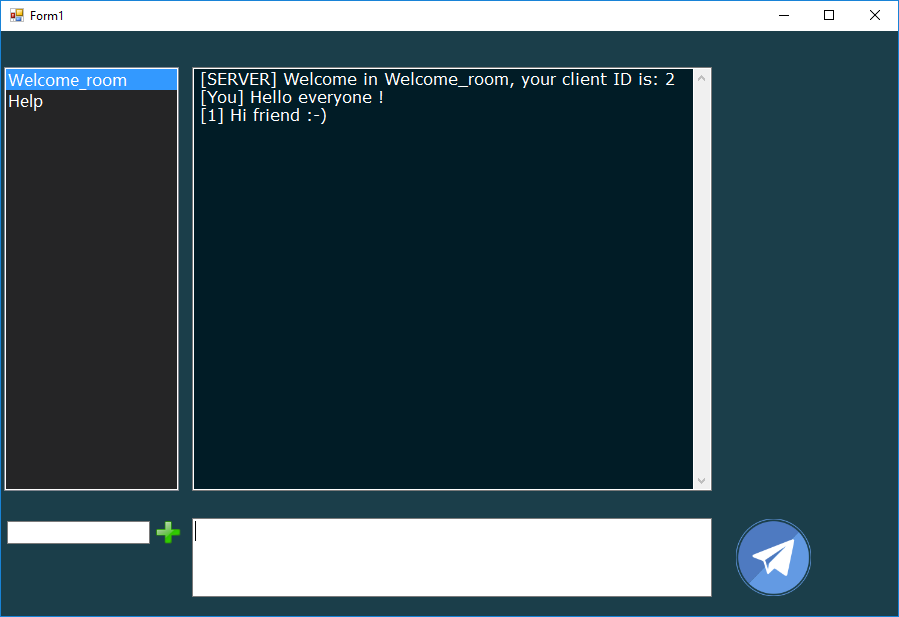 Form1
Welcome_room
Help
[SERVER] Welcome in Welcome_room, your client ID is: 2
[You] Hello everyone !
[1] Hi friend :-)